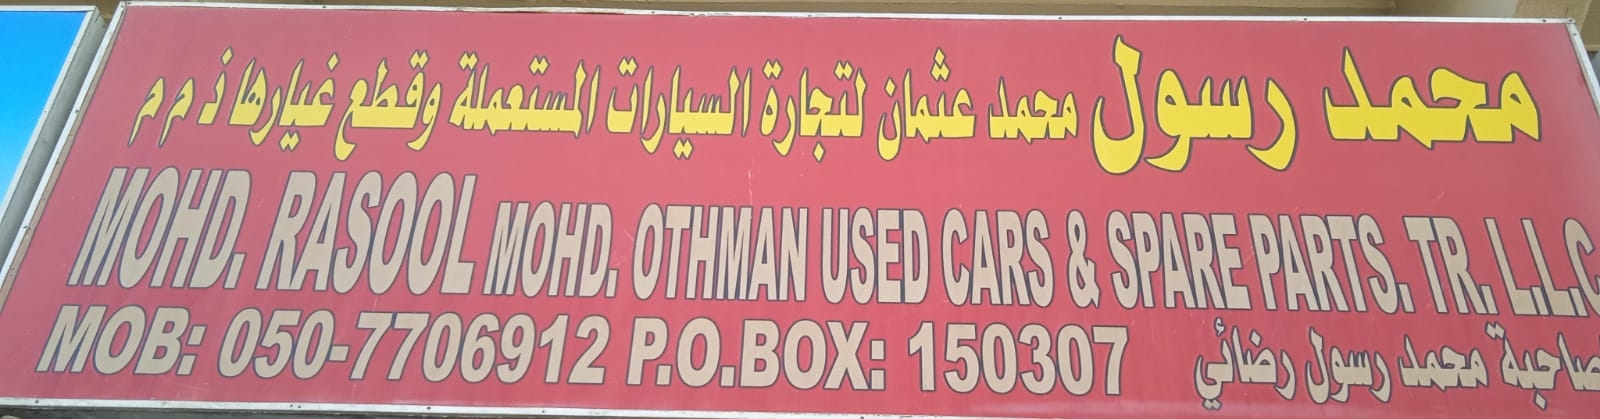 محمد رسول محمد عثمان لتجارة السيارات المستعملة وقطع غيارها ذ م م
MOHD. RASOOL MOHD. OTHMAN USED CARS & SPARE PARTS. TR. L.L.C
MOB: 050-7706912 P.O.BOX: 150307 صاحبة محمد رسول رضائي